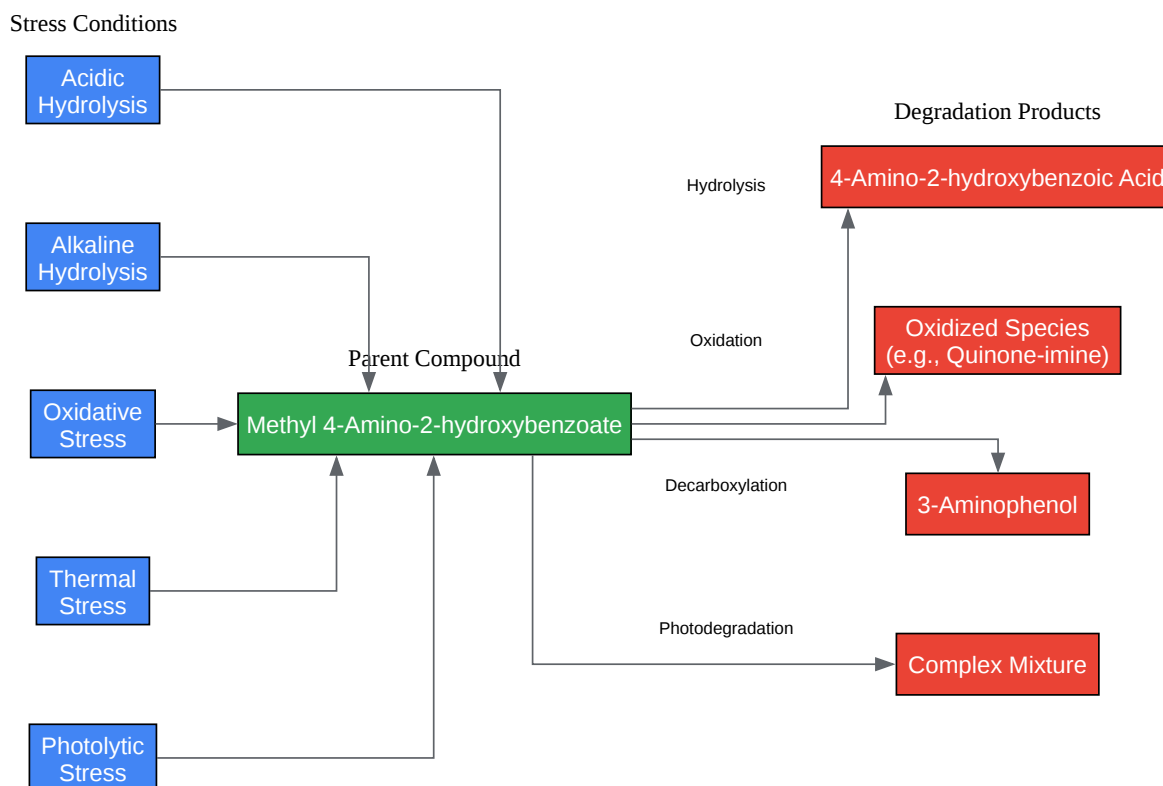 Stress Conditions
Acidic
Hydrolysis
Alkaline
Hydrolysis
Oxidative
Stress
Thermal
Stress
Photolytic
Stress
Parent Compound
Methyl 4-Amino-2-hydroxybenzoate
Hydrolysis
Oxidation
Decarboxylation
Photodegradation
Degradation Products
4-Amino-2-hydroxybenzoic Acid
Oxidized Species
(e.g., Quinone-imine)
3-Aminophenol
Complex Mixture